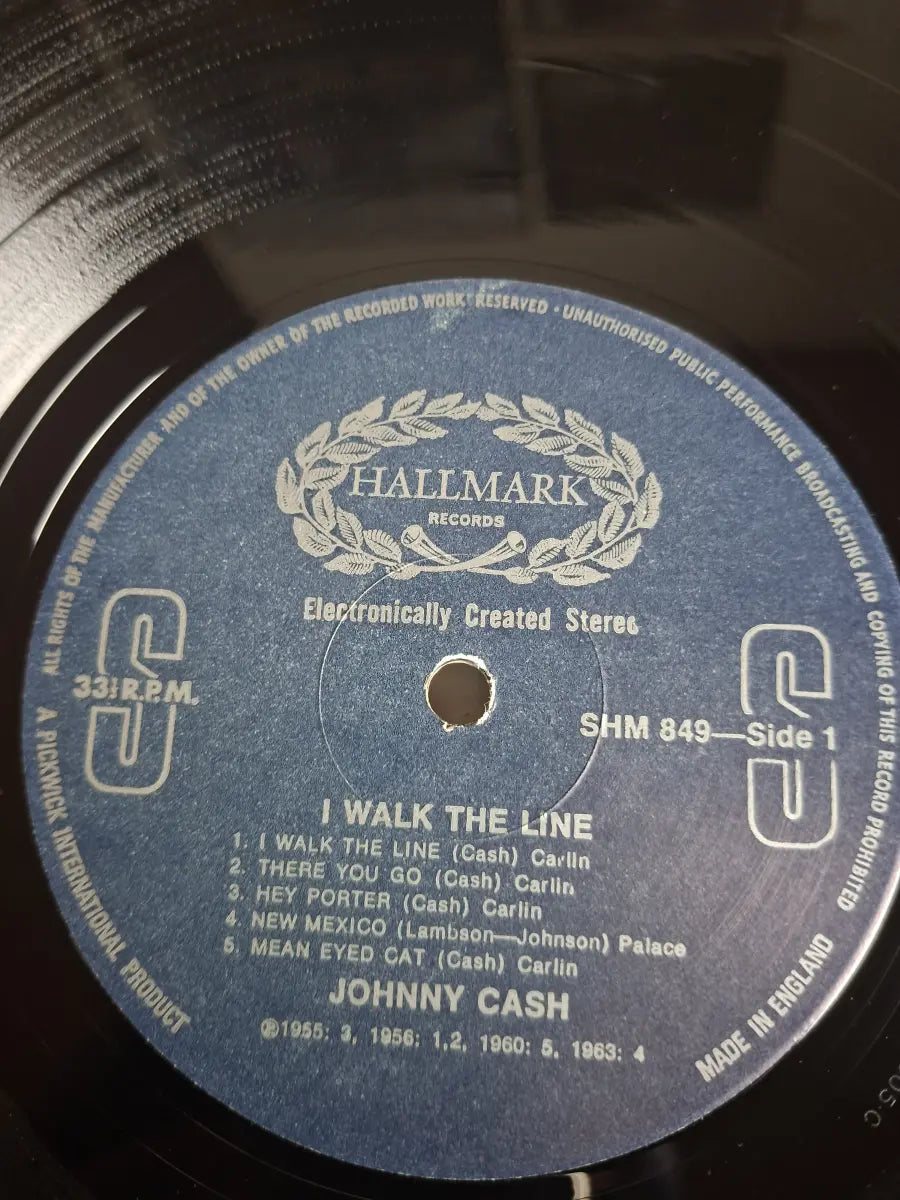 ALL RIGHTS OF THE MANUFACTURER AND OF THE OWNER OF THE RECORDED WORK RESERVED · UNAUTHORISED PUBLIC PERFORMANCE BROADCASTING AND COPYING OF THIS RECORD PROHIBITED
HALLMARK
RECORDS
Electronically Created Stereo
33⅓ R.P.M.
SHM 849—Side 1
I WALK THE LINE
1. I WALK THE LINE (Cash) Carlin
2. THERE YOU GO (Cash) Carlin
3. HEY PORTER (Cash) Carlin
4. NEW MEXICO (Lambson—Johnson) Palace
5. MEAN EYED CAT (Cash) Carlin
JOHNNY CASH
℗1955: 3, 1956: 1,2, 1960: 5, 1963: 4
A PICKWICK INTERNATIONAL PRODUCT
MADE IN ENGLAND